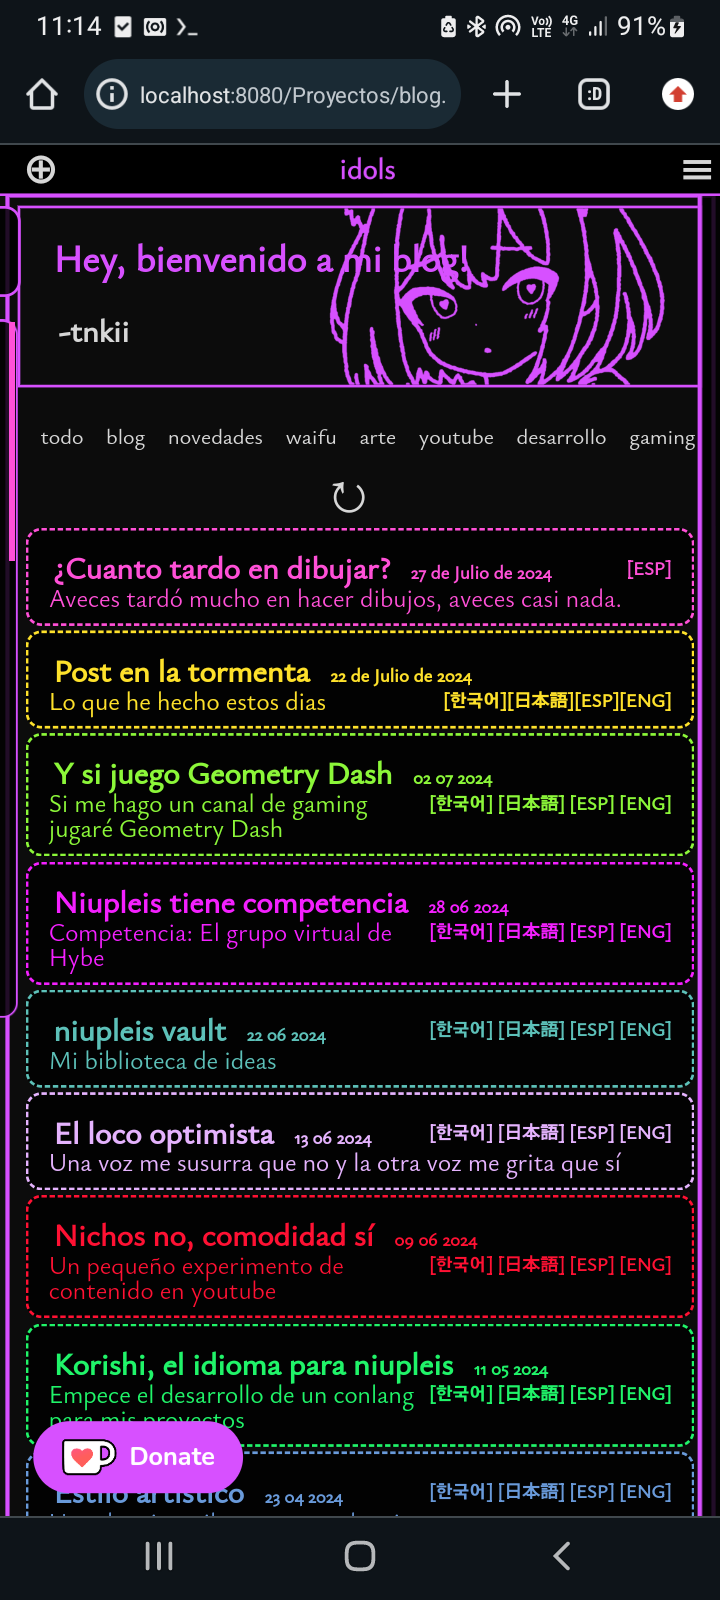 11:14
Vo))
LTE
4G
91%
localhost:8080/Proyectos/blog.
:D
idols
Hey, bienvenido a mi blog!
-tnkii
todo blog novedades waifu arte youtube desarrollo gaming
¿Cuanto tardo en dibujar? 27 de Julio de 2024 [ESP]
Aveces tardó mucho en hacer dibujos, aveces casi nada.
Post en la tormenta 22 de Julio de 2024
Lo que he hecho estos dias [한국어][日本語][ESP][ENG]
Y si juego Geometry Dash 02 07 2024
Si me hago un canal de gaming [한국어] [日本語] [ESP] [ENG]
jugaré Geometry Dash
Niupleis tiene competencia 28 06 2024
Competencia: El grupo virtual de [한국어] [日本語] [ESP] [ENG]
Hybe
niupleis vault 22 06 2024 [한국어] [日本語] [ESP] [ENG]
Mi biblioteca de ideas
El loco optimista 13 06 2024 [한국어] [日本語] [ESP] [ENG]
Una voz me susurra que no y la otra voz me grita que sí
Nichos no, comodidad sí 09 06 2024
Un pequeño experimento de [한국어] [日本語] [ESP] [ENG]
contenido en youtube
Korishi, el idioma para niupleis 11 05 2024
Empece el desarrollo de un conlang [한국어] [日本語] [ESP] [ENG]
para mis proyectos
Donate
Estilo artístico 23 04 2024 [한국어] [日本語] [ESP] [ENG]